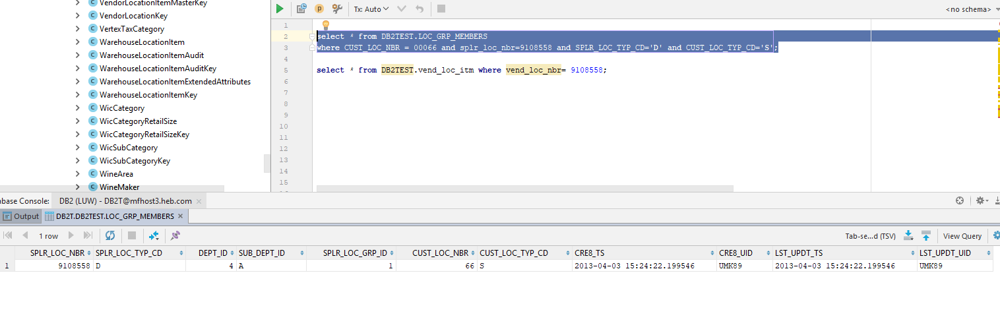 VendorLocationItemMasterKey
VendorLocationKey
VertexTaxCategory
WarehouseLocationItem
WarehouseLocationItemAudit
WarehouseLocationItemAuditKey
WarehouseLocationItemExtendedAttributes
WarehouseLocationItemKey
WicCategory
WicCategoryRetailSize
WicCategoryRetailSizeKey
WicSubCategory
WicSubCategoryKey
WineArea
WineMaker
Tx: Auto <no schema>
1
2 select * from DB2TEST.LOC_GRP_MEMBERS
3 where CUST_LOC_NBR = 00066 and splr_loc_nbr=9108558 and SPLR_LOC_TYP_CD='D' and CUST_LOC_TYP_CD='S';
4
5 select * from DB2TEST.vend_loc_itm where vend_loc_nbr= 9108558;
6
7
8
9
10
11
12
13
14
15
abase Console: DB2 (LUW) - DB2T@mfhost3.heb.com
Output DB2T.DB2TEST.LOC_GRP_MEMBERS
1 row Tab-se...d (TSV) View Query
SPLR_LOC_NBR SPLR_LOC_TYP_CD DEPT_ID SUB_DEPT_ID SPLR_LOC_GRP_ID CUST_LOC_NBR CUST_LOC_TYP_CD CRE8_TS CRE8_UID LST_UPDT_TS LST_UPDT_UID
1 9108558 D 4 A 1 66 S 2013-04-03 15:24:22.199546 UMK89 2013-04-03 15:24:22.199546 UMK89